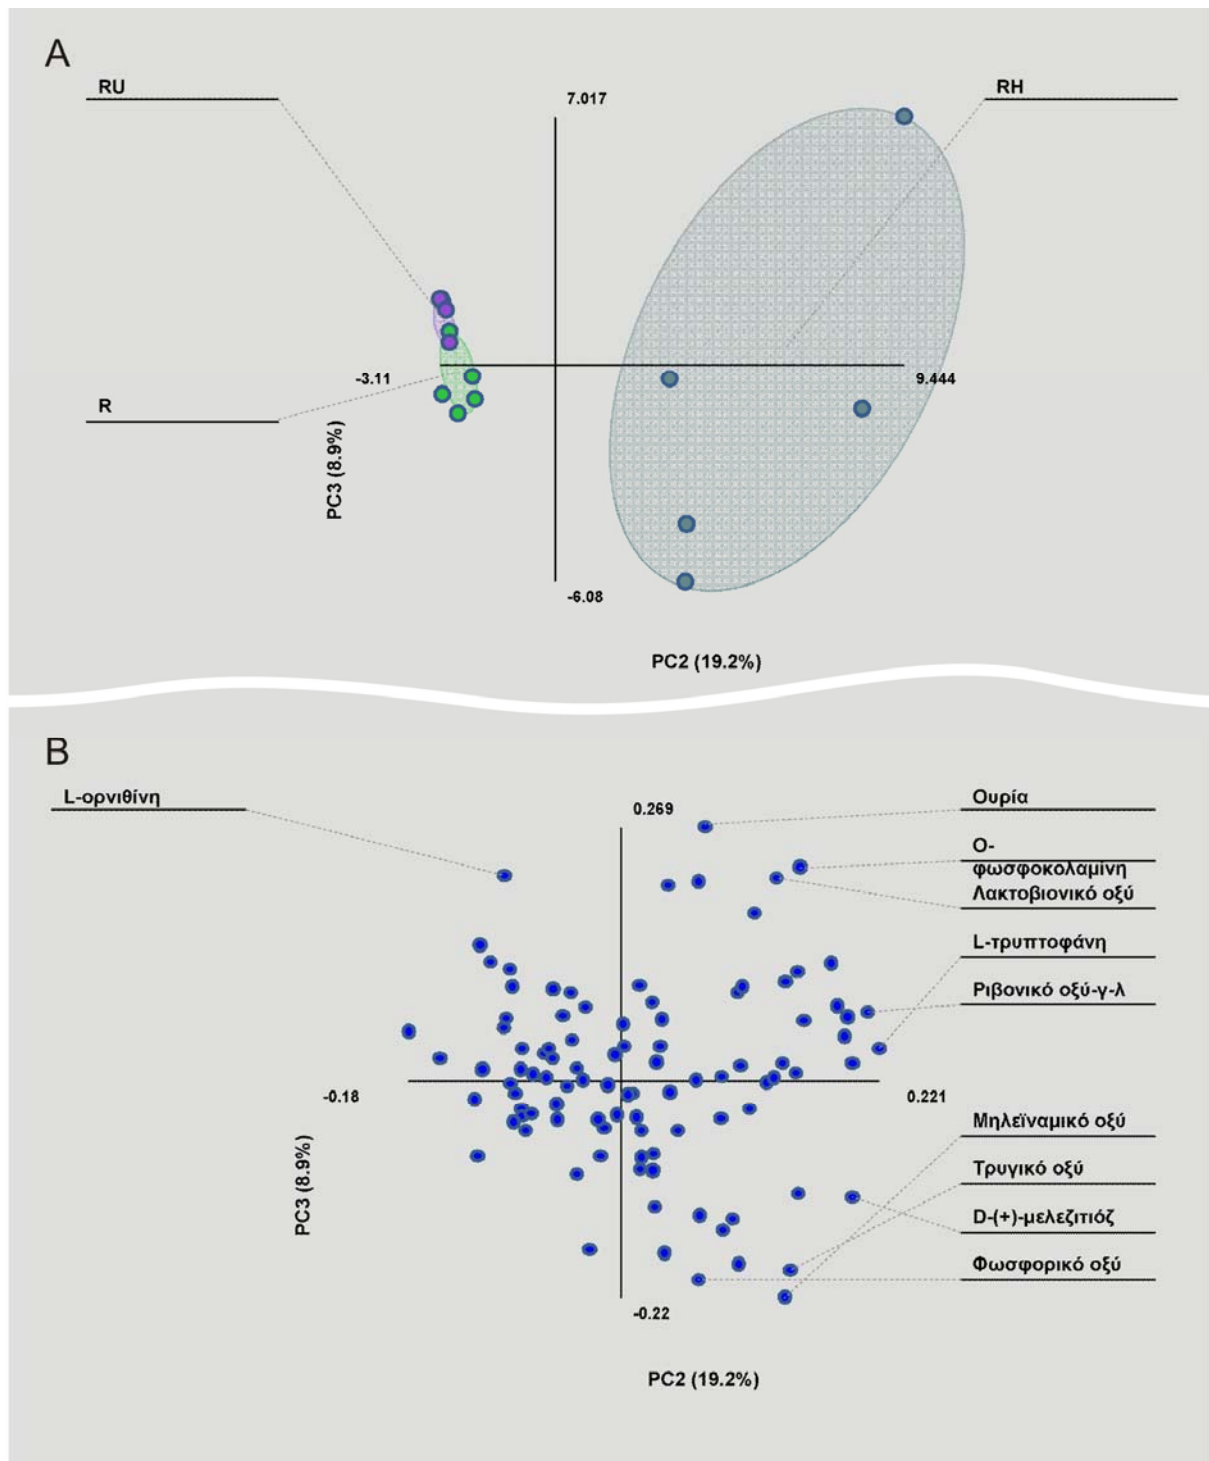 A
RU
RH
7.017
-3.11
9.444
R
PC3 (8.9%)
-6.08
PC2 (19.2%)
B
L-ορνιθίνη
0.269
Ουρία
Ο-
φωσφοκολαμίνη
Λακτοβιονικό οξύ
L-τρυπτοφάνη
Ριβονικό οξύ-γ-λ
-0.18
0.221
Μηλεϊναμικό οξύ
Τρυγικό οξύ
PC3 (8.9%)
D-(+)-μελεζιτιόζ
Φωσφορικό οξύ
-0.22
PC2 (19.2%)